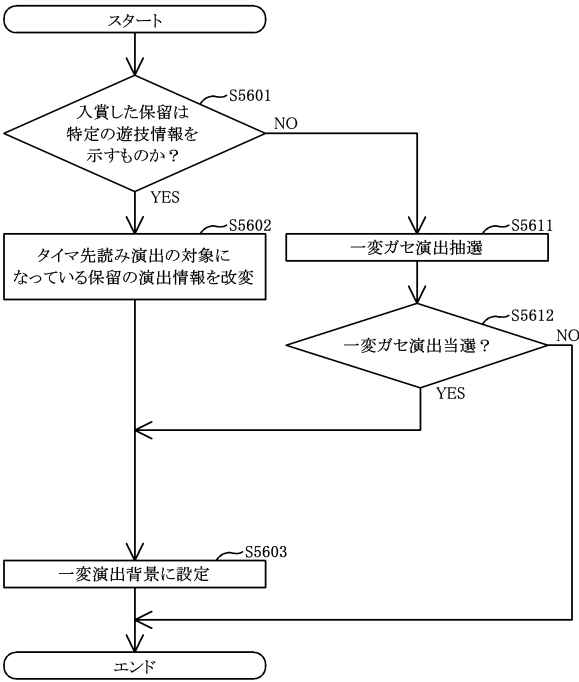 スタート
S5601
入賞した保留は
特定の遊技情報を
示すものか？
NO
YES
S5602
タイマ先読み演出の対象に
なっている保留の演出情報を改変
S5611
一変ガセ演出抽選
S5612
一変ガセ演出当選？
NO
YES
S5603
一変演出背景に設定
エンド